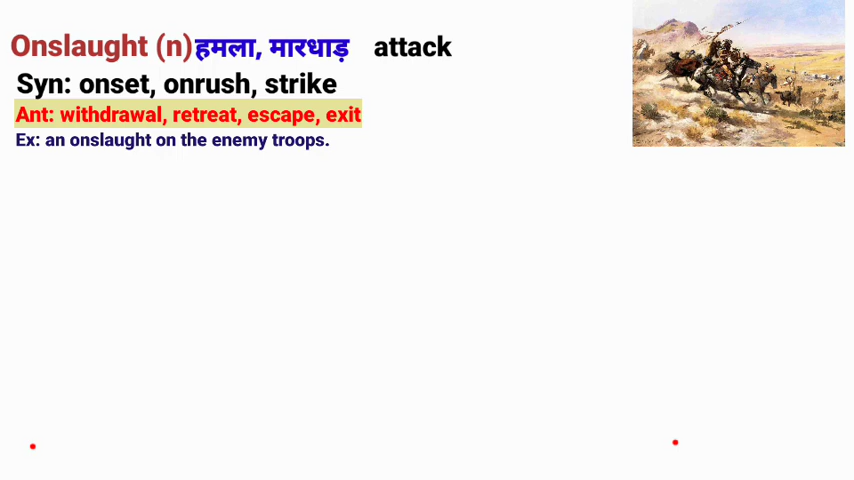 Onslaught (n) हमला, मारधाड़ attack
Syn: onset, onrush, strike
Ant: withdrawal, retreat, escape, exit
Ex: an onslaught on the enemy troops.